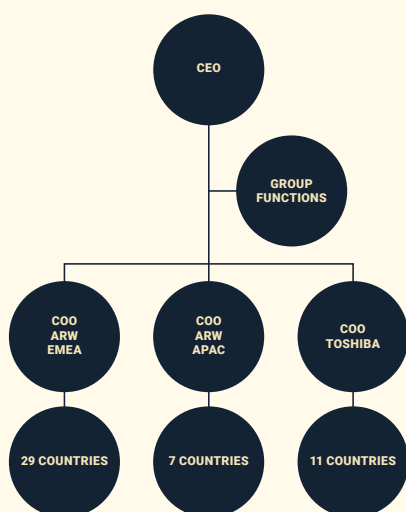 CEO
GROUP
FUNCTIONS
COO
ARW
EMEA
COO
ARW
APAC
COO
TOSHIBA
29 COUNTRIES
7 COUNTRIES
11 COUNTRIES